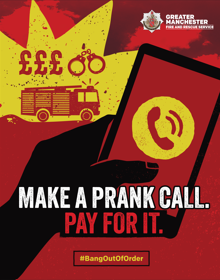 GREATER
MANCHESTER
FIRE AND RESCUE SERVICE
£££
MAKE A PRANK CALL.
PAY FOR IT.
#BangOutOfOrder